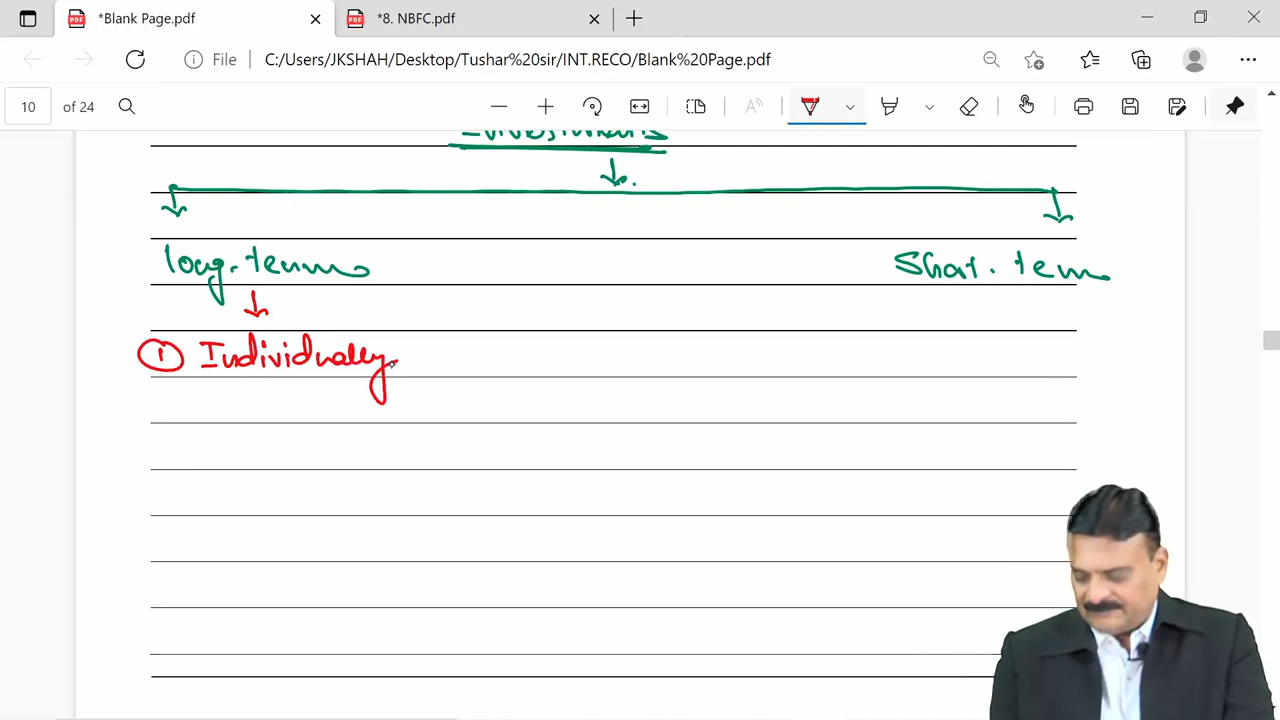 *Blank Page.pdf
*8. NBFC.pdf
File
C:/Users/JKSHAH/Desktop/Tushar%20sir/INT.RECO/Blank%20Page.pdf
10 of 24
Long-term
Short-term
① Individually